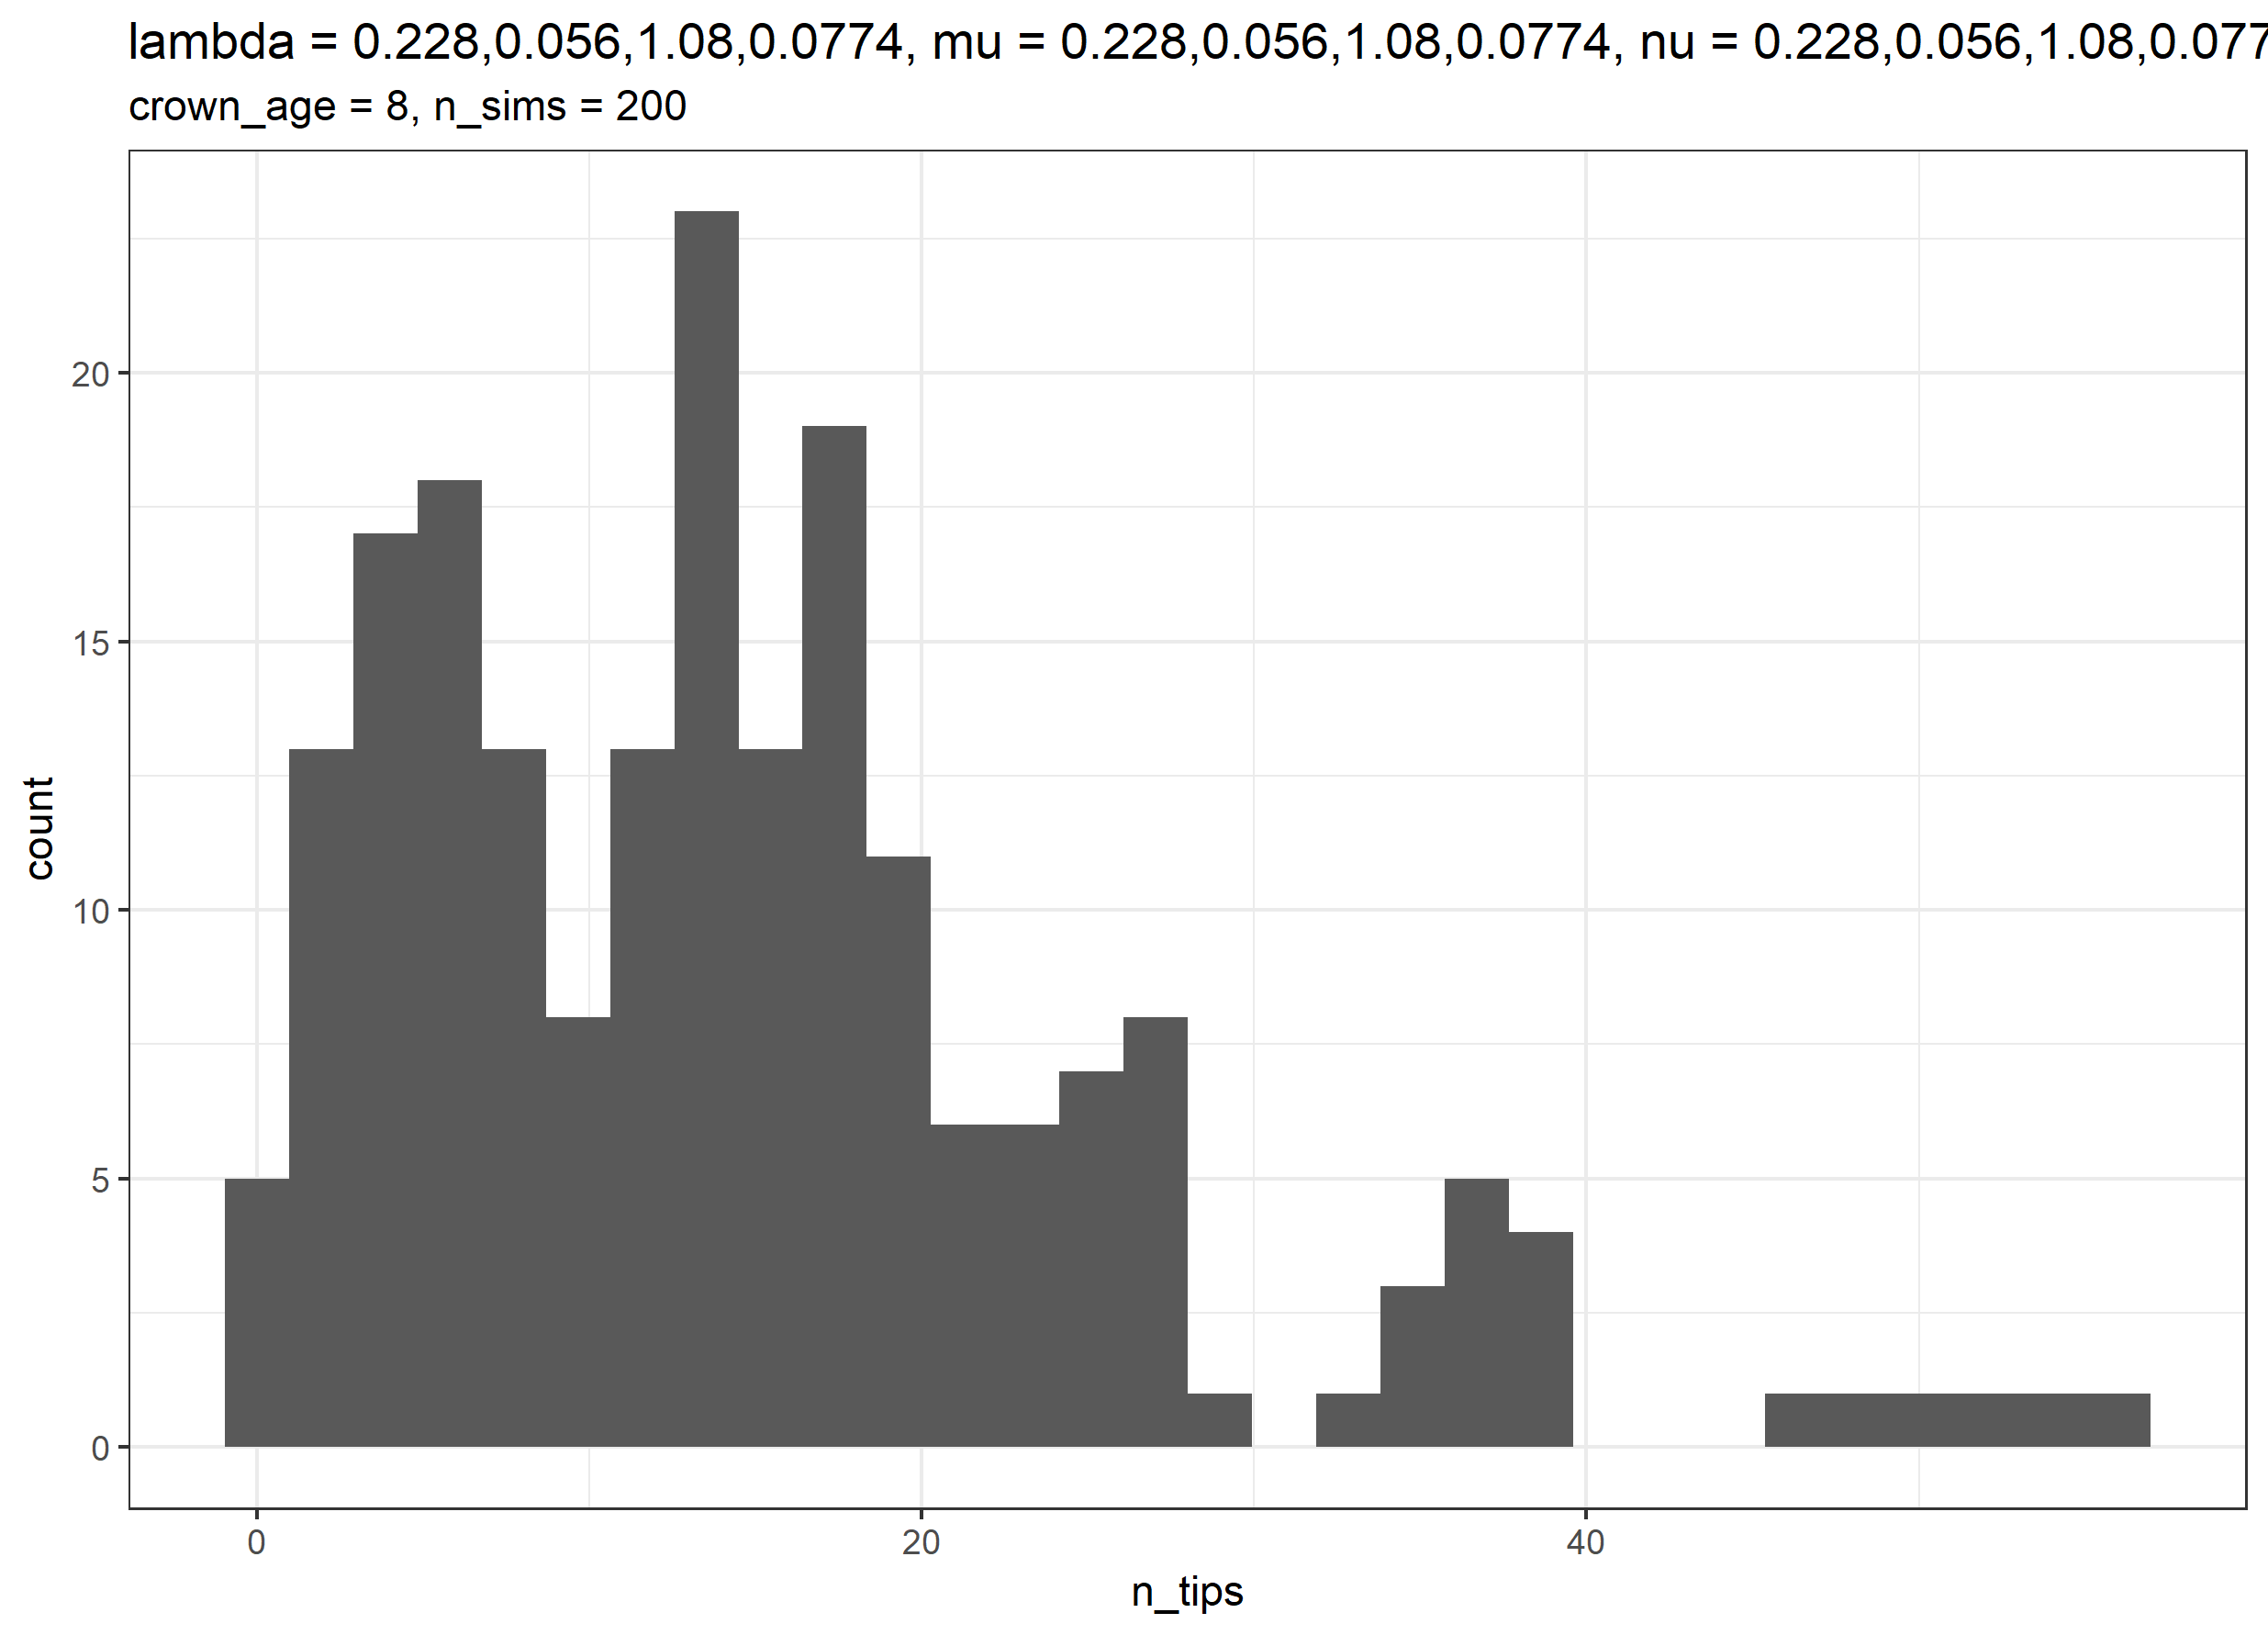 lambda = 0.228,0.056,1.08,0.0774, mu = 0.228,0.056,1.08,0.0774, nu = 0.228,0.056,1.08,0.077
crown_age = 8, n_sims = 200
20
15
10
5
0
count
0 20 40
n_tips